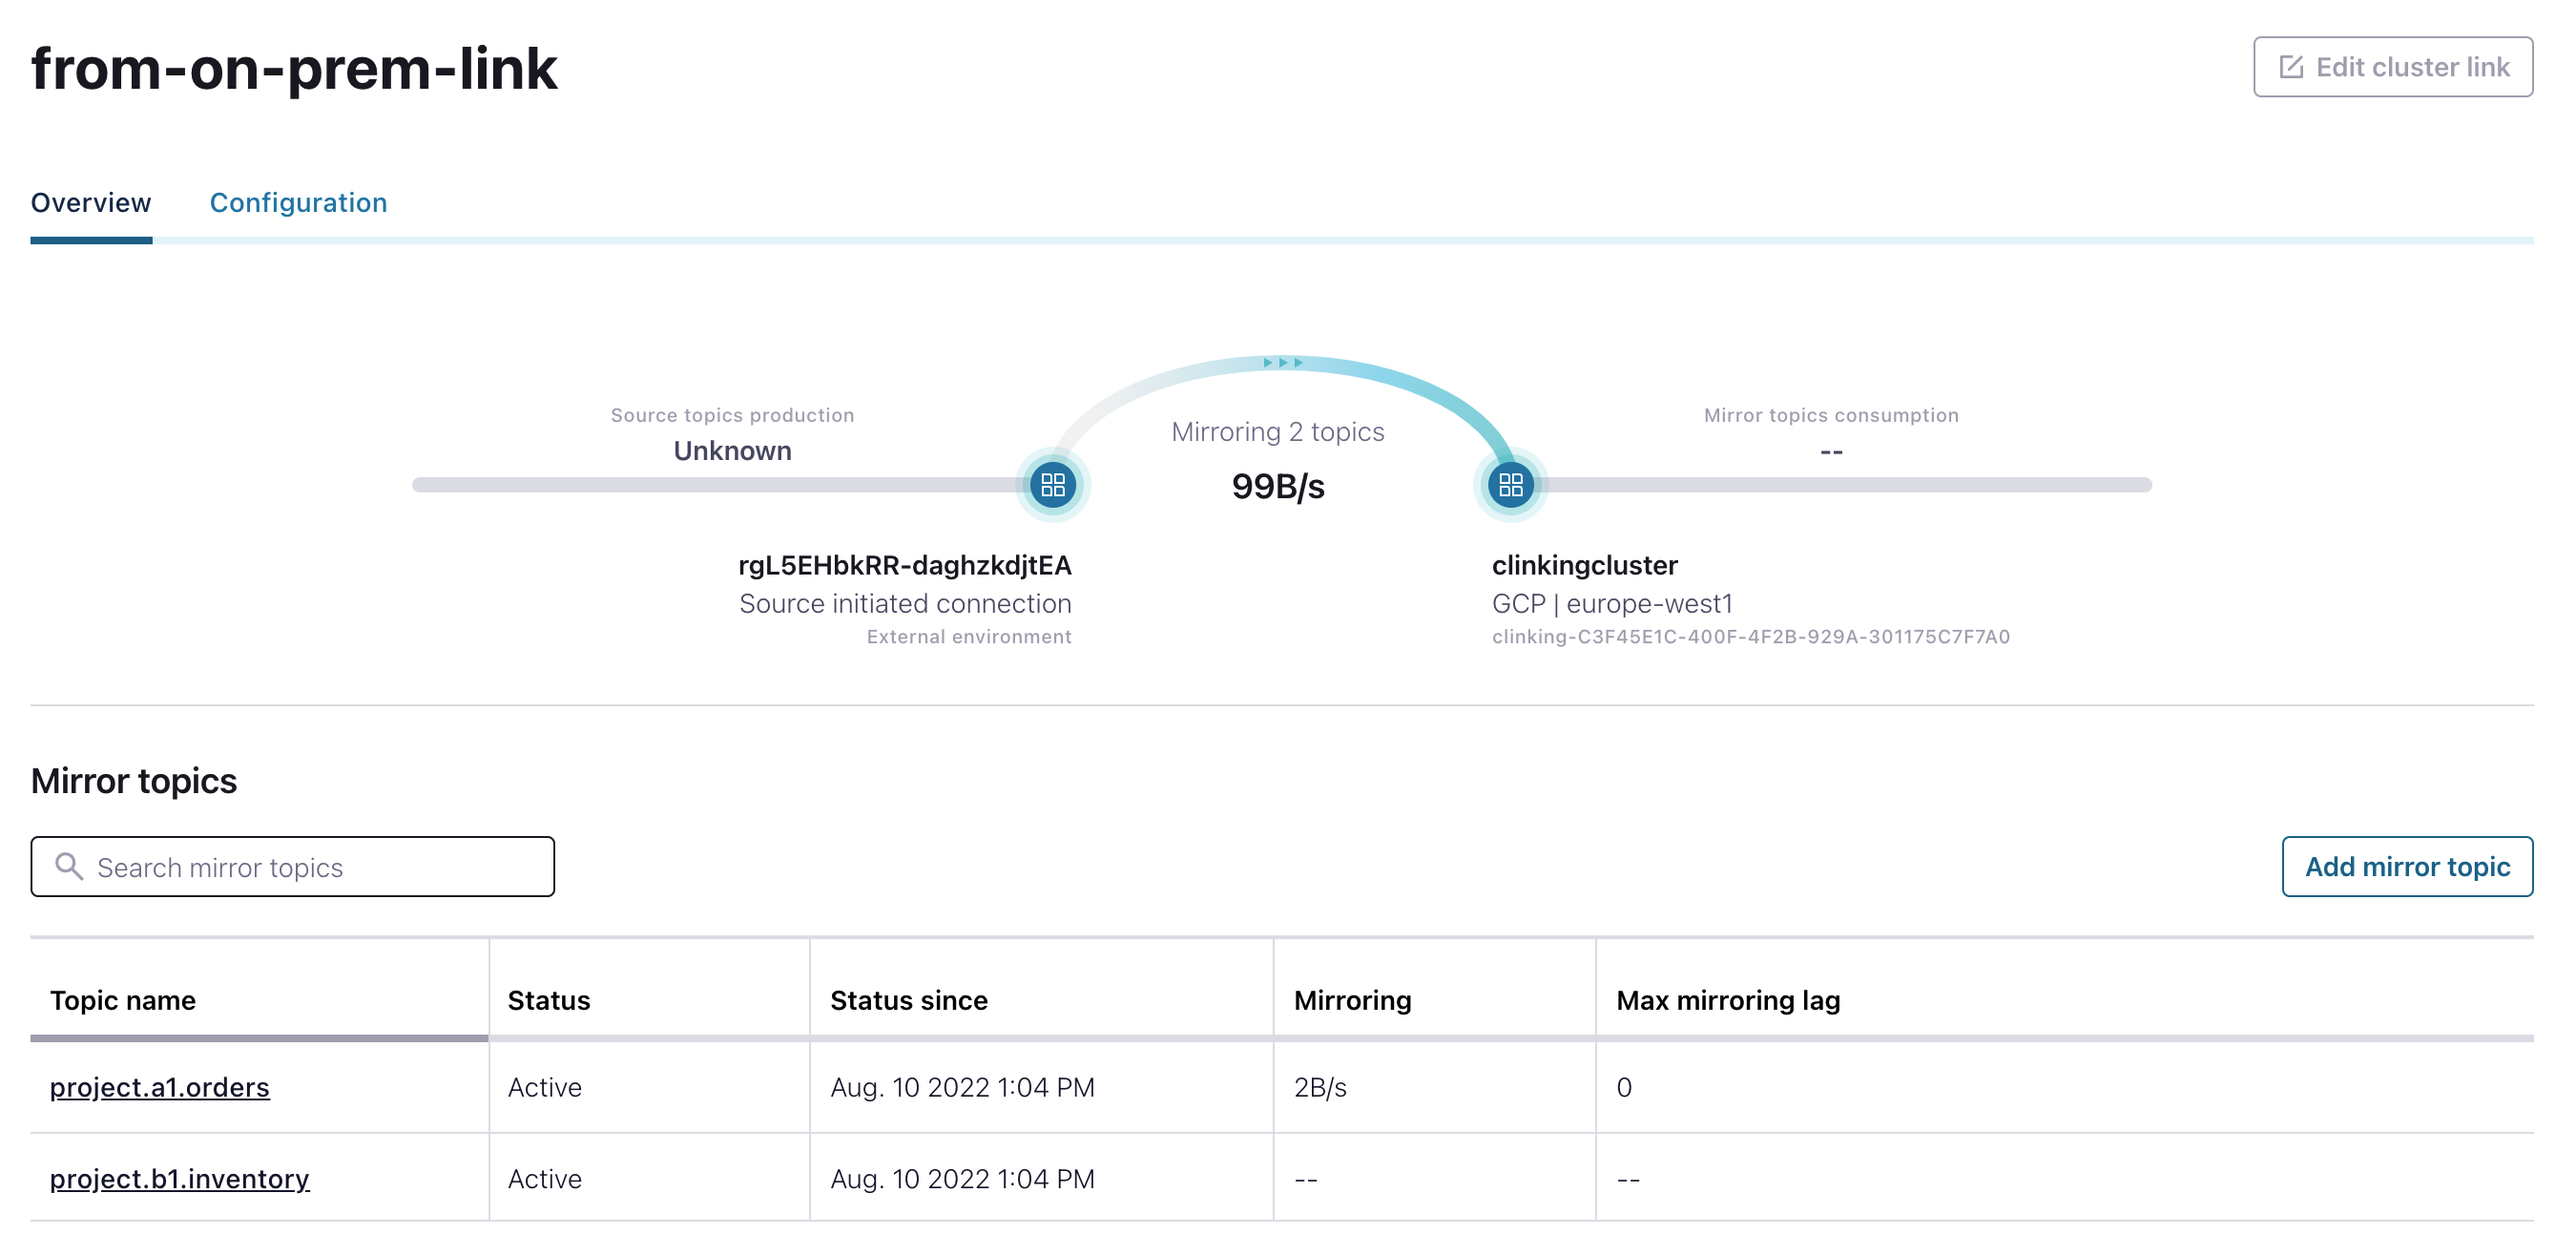 from-on-prem-link
Edit cluster link
Overview Configuration
Source topics production
Unknown
Mirroring 2 topics
99B/s
Mirror topics consumption
--
rgL5EHbkRR-daghzkdjtEA
Source initiated connection
External environment
clinkingcluster
GCP | europe-west1
clinking-C3F45E1C-400F-4F2B-929A-301175C7F7A0
Mirror topics
Search mirror topics
Add mirror topic
Topic name Status Status since Mirroring Max mirroring lag
project.a1.orders Active Aug. 10 2022 1:04 PM 2B/s 0
project.b1.inventory Active Aug. 10 2022 1:04 PM -- --